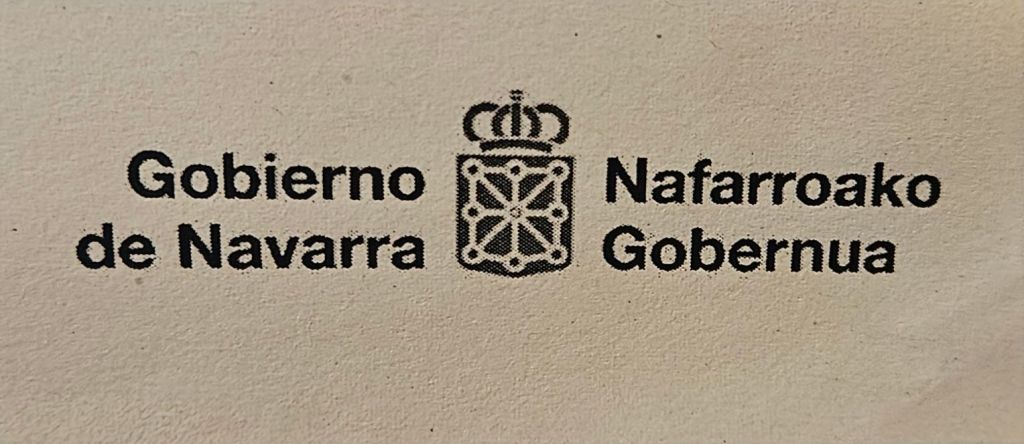 Gobierno
de Navarra
Nafarroako
Gobernua